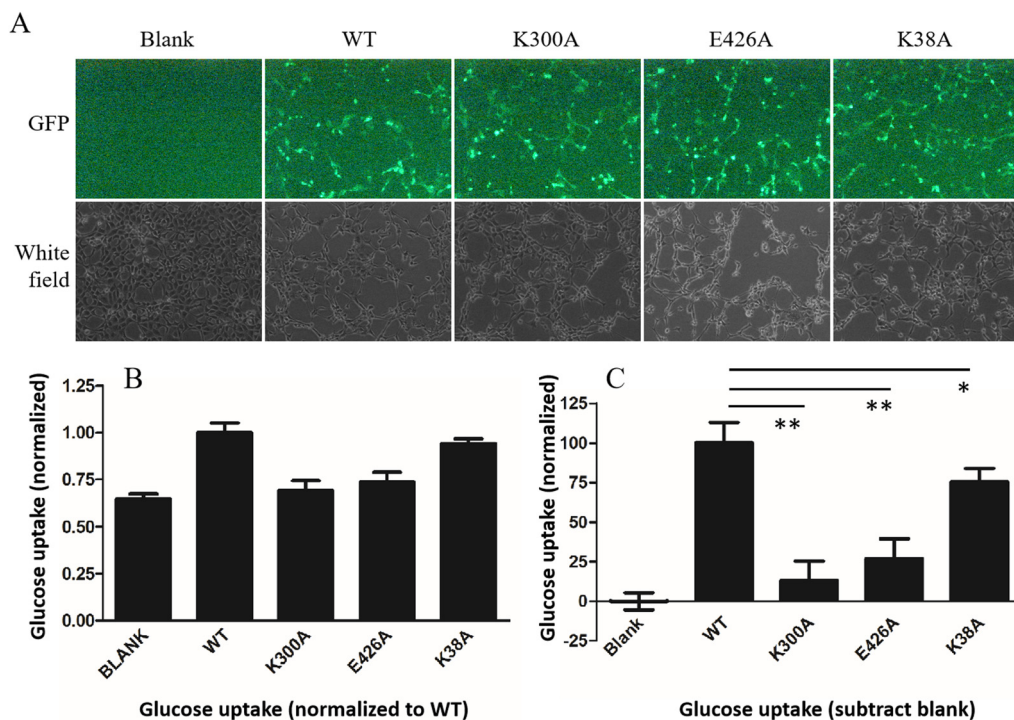 A
Blank WT K300A E426A K38A
GFP
White
field
B
Glucose uptake (normalized)
1.25
1.00
0.75
0.50
0.25
0.00
BLANK WT K300A E426A K38A
Glucose uptake (normalized to WT)
C
Glucose uptake (normalized)
125
100
75
50
25
0
-25
** ** *
Blank WT K300A E426A K38A
Glucose uptake (subtract blank)